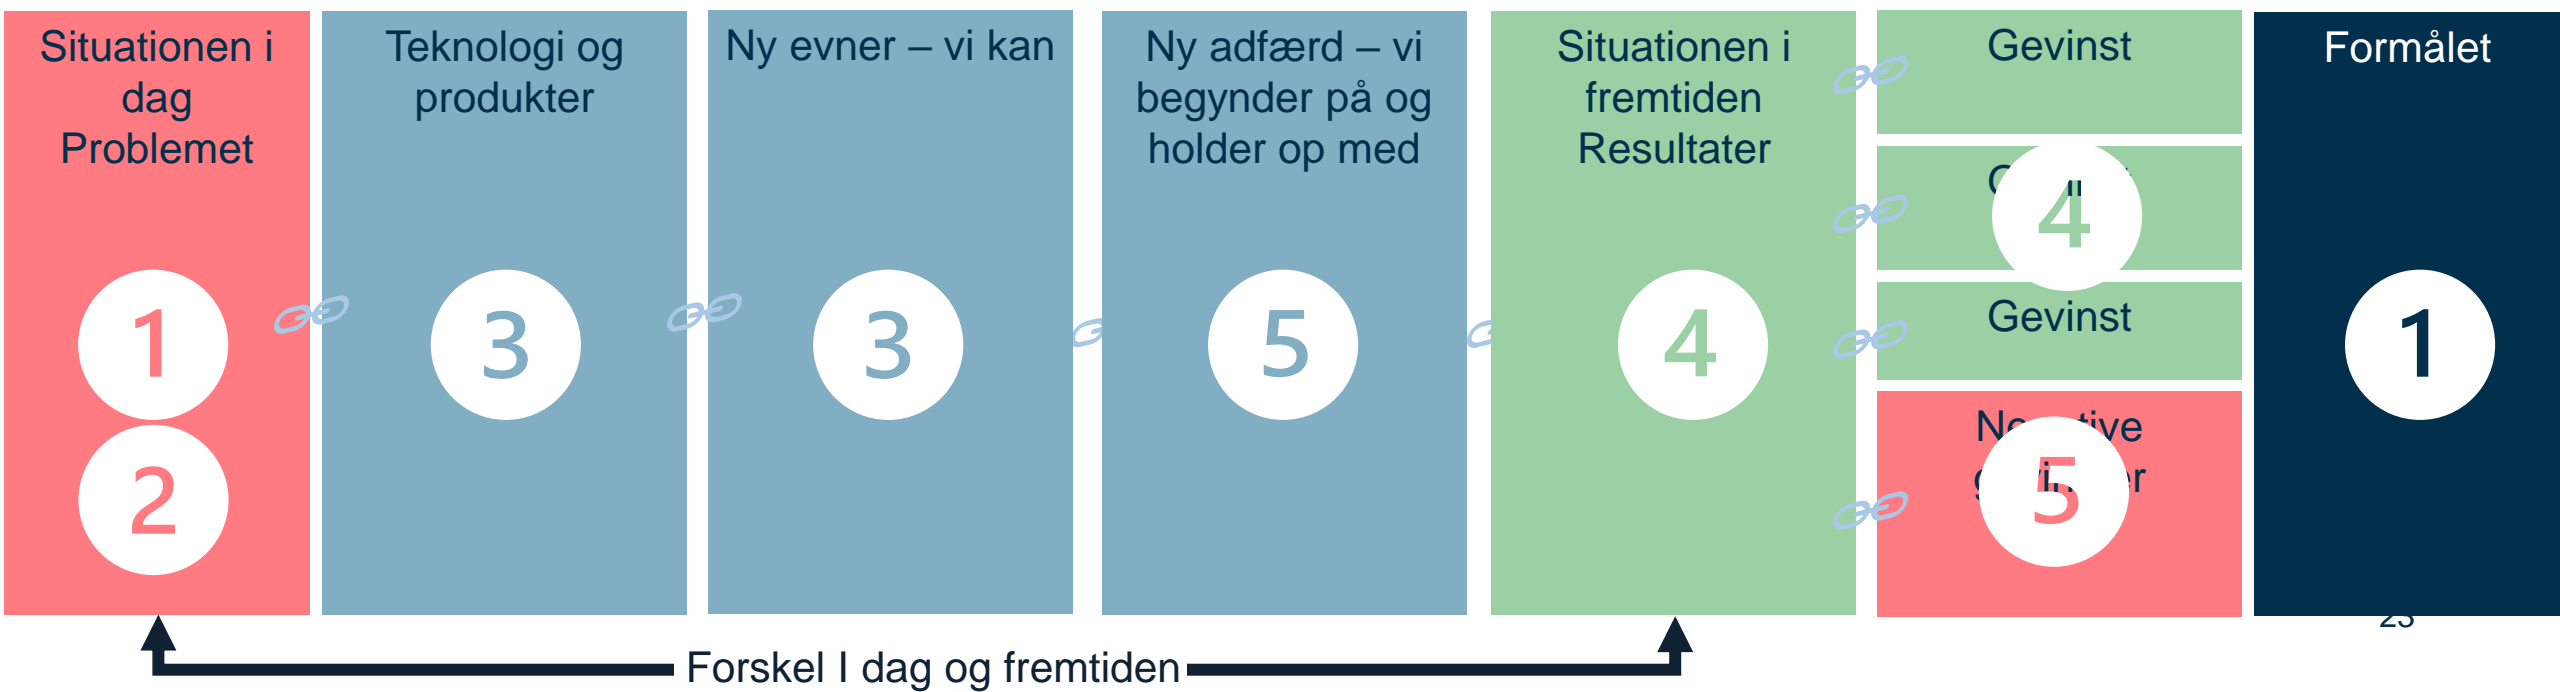 Situationen i
dag
Problemet
1
2
Teknologi og
produkter
3
Ny evner – vi kan
3
Ny adfærd – vi
begynder på og
holder op med
5
Situationen i
fremtiden
Resultater
4
Gevinst
4
Gevinst
5
Formålet
1
23
Forskel I dag og fremtiden